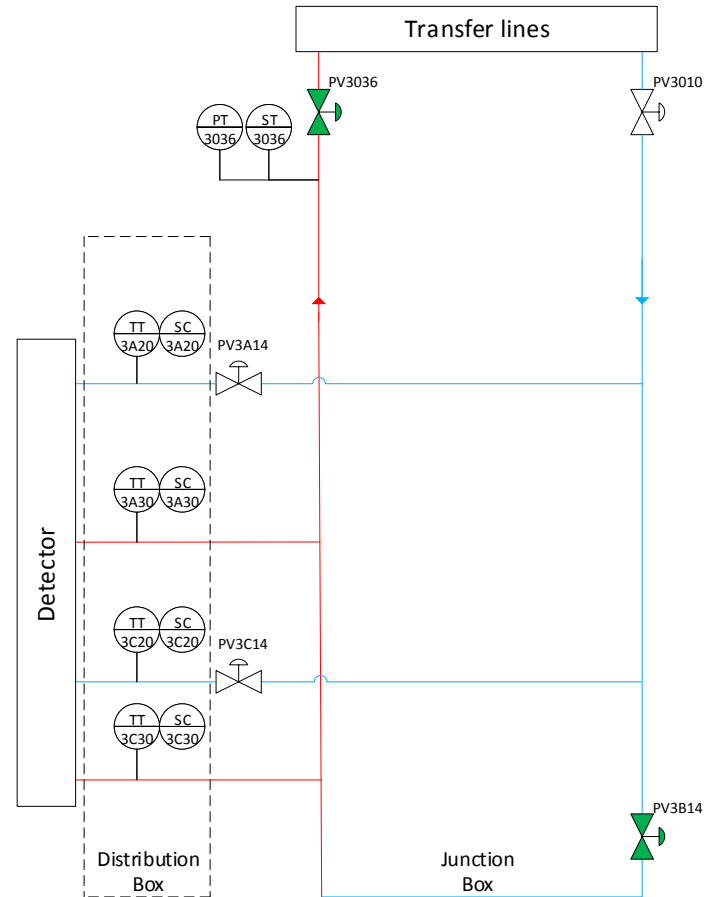 Transfer lines
PV3036
PV3010
PT
3036
ST
3036
TT
3A20
SC
3A20
PV3A14
TT
3A30
SC
3A30
Detector
TT
3C20
SC
3C20
PV3C14
TT
3C30
SC
3C30
PV3B14
Distribution
Box
Junction
Box